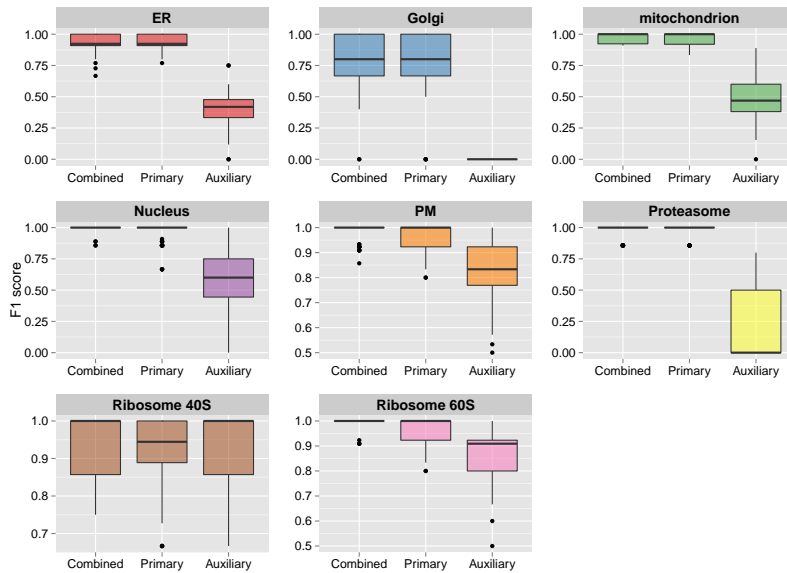 ER
Golgi
mitochondrion
1.00
0.75
0.50
0.25
0.00
Combined Primary Auxiliary
1.00
0.75
0.50
0.25
0.00
Combined Primary Auxiliary
1.00
0.75
0.50
0.25
0.00
Combined Primary Auxiliary
F1 score
Nucleus
PM
Proteasome
1.00
0.75
0.50
0.25
0.00
Combined Primary Auxiliary
1.0
0.9
0.8
0.7
0.6
0.5
Combined Primary Auxiliary
1.00
0.75
0.50
0.25
0.00
Combined Primary Auxiliary
Ribosome 40S
Ribosome 60S
1.0
0.9
0.8
0.7
Combined Primary Auxiliary
1.0
0.9
0.8
0.7
0.6
0.5
Combined Primary Auxiliary